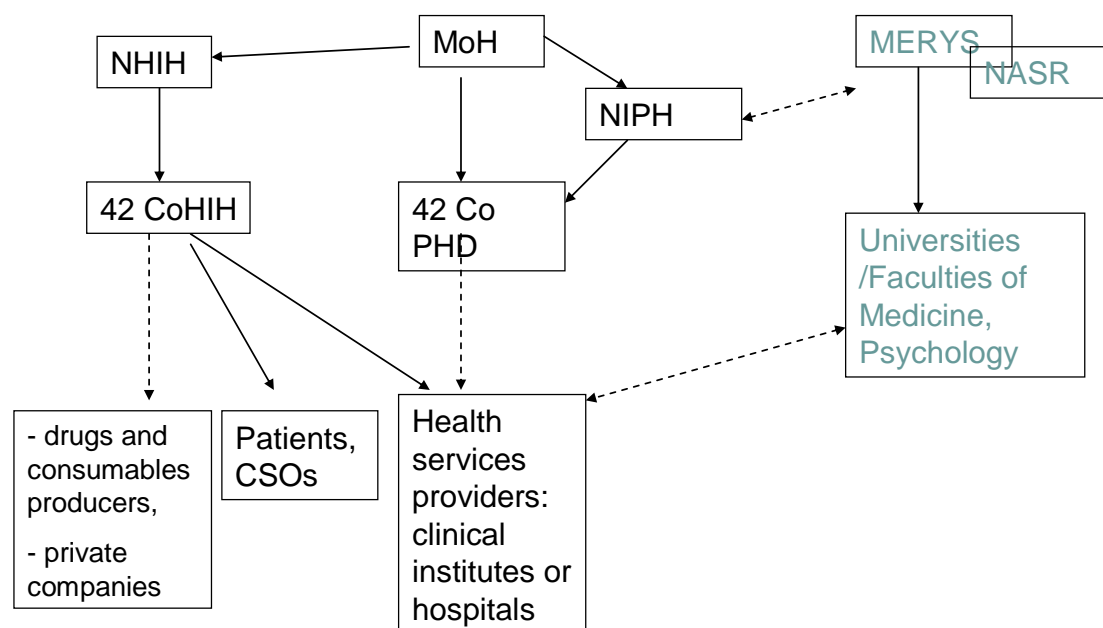 NHIH
MoH
MERYS
NASR
NIPH
42 CoHIH
42 Co
PHD
Universities
/Faculties of
Medicine,
Psychology
- drugs and
consumables
producers,
- private
companies
Patients,
CSOs
Health
services
providers:
clinical
institutes or
hospitals